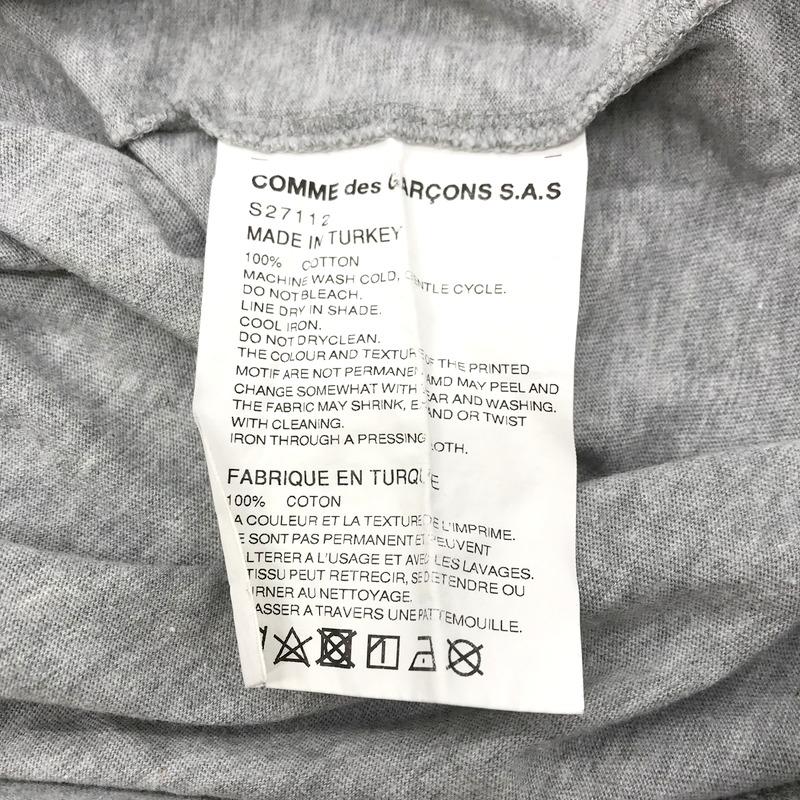 COMME des GARÇONS S.A.S
S27112
MADE IN TURKEY
100% COTTON
MACHINE WASH COLD, GENTLE CYCLE.
DO NOT BLEACH.
LINE DRY IN SHADE.
COOL IRON.
DO NOT DRYCLEAN.
THE COLOUR AND TEXTURE OF THE PRINTED
MOTIF ARE NOT PERMANENT AMD MAY PEEL AND
CHANGE SOMEWHAT WITH WEAR AND WASHING.
THE FABRIC MAY SHRINK, AND OR TWIST
WITH CLEANING.
IRON THROUGH A PRESSING CLOTH.
FABRIQUE EN TURQUIE
100% COTON
LA COULEUR ET LA TEXTURE DE L'IMPRIME.
NE SONT PAS PERMANENT ET PEUVENT
ALTERER A L'USAGE ET AVEC LES LAVAGES.
TISSU PEUT RETRECIR, SE DETENDRE OU
TOURNER AU NETTOYAGE.
PASSER A TRAVERS UNE PATTEMOUILLE.